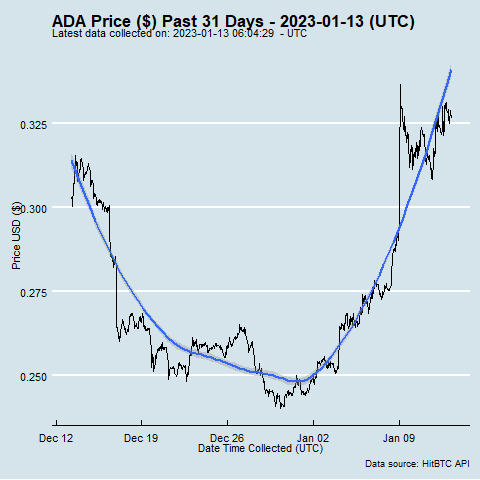 ADA Price ($) Past 31 Days - 2023-01-13 (UTC)
Latest data collected on: 2023-01-13 06:04:29 - UTC
0.325
0.300
0.275
0.250
Price USD ($)
Dec 12 Dec 19 Dec 26 Jan 02 Jan 09
Date Time Collected (UTC)
Data source: HitBTC API